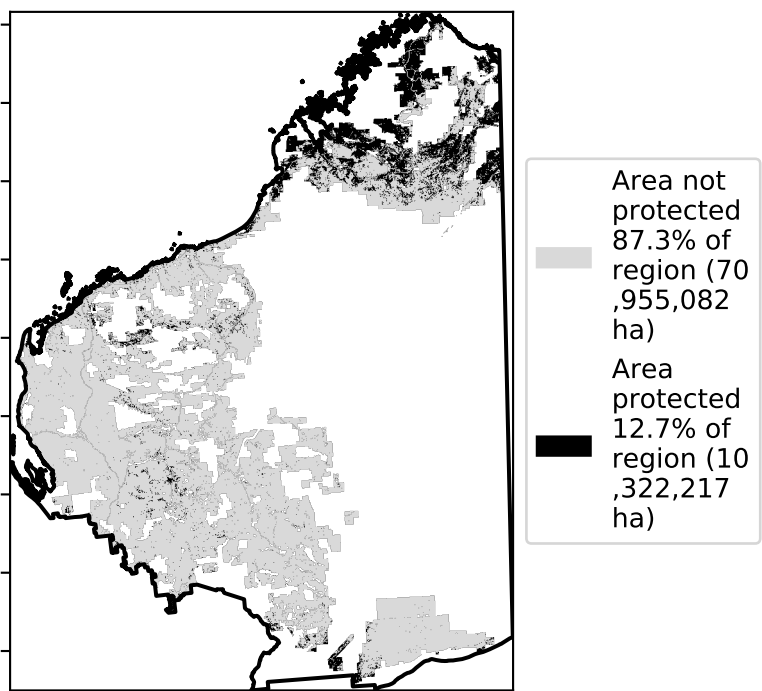 Area not
protected
87.3% of
region (70
,955,082
ha)
Area
protected
12.7% of
region (10
,322,217
ha)